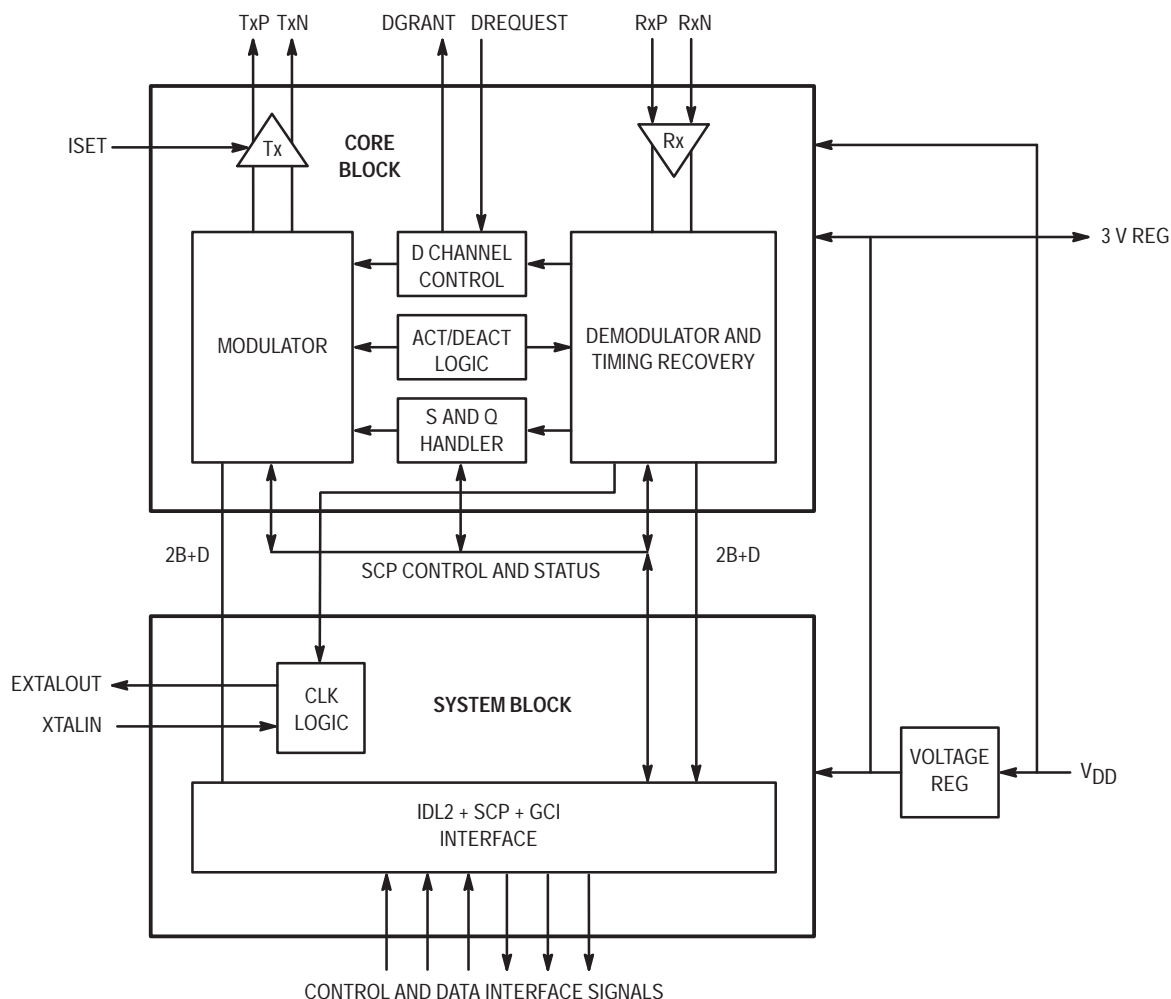 TxP TxN
DGRANT
DREQUEST
RxP RxN
ISET
Tx
CORE
BLOCK
Rx
3 V REG
MODULATOR
D CHANNEL
CONTROL
ACT/DEACT
LOGIC
S AND Q
HANDLER
DEMODULATOR AND
TIMING RECOVERY
2B+D
SCP CONTROL AND STATUS
2B+D
EXTALOUT
XTALIN
CLK
LOGIC
SYSTEM BLOCK
VOLTAGE
REG
VDD
IDL2 + SCP + GCI
INTERFACE
CONTROL AND DATA INTERFACE SIGNALS